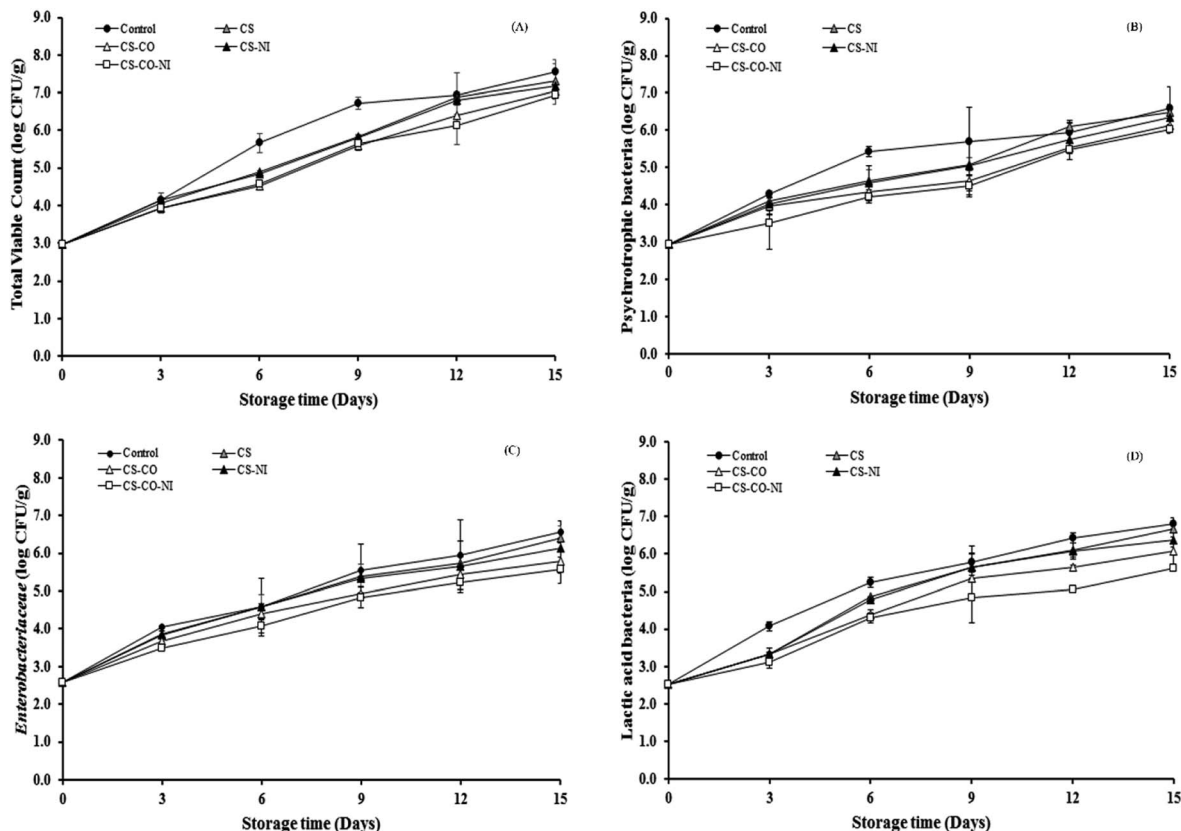 Total Viable Count (log CFU/g)
9.0
8.0
7.0
6.0
5.0
4.0
3.0
2.0
1.0
0.0
Control
CS
CS-CO
CS-NI
CS-CO-NI
(A)
0 3 6 9 12 15
Storage time (Days)
Psychrotrophic bacteria (log CFU/g)
9.0
8.0
7.0
6.0
5.0
4.0
3.0
2.0
1.0
0.0
Control
CS
CS-CO
CS-NI
CS-CO-NI
(B)
0 3 6 9 12 15
Storage time (Days)
Enterobacteriaceae (log CFU/g)
9.0
8.0
7.0
6.0
5.0
4.0
3.0
2.0
1.0
0.0
Control
CS
CS-CO
CS-NI
CS-CO-NI
(C)
0 3 6 9 12 15
Storage time (Days)
Lactic acid bacteria (log CFU/g)
9.0
8.0
7.0
6.0
5.0
4.0
3.0
2.0
1.0
0.0
Control
CS
CS-CO
CS-NI
CS-CO-NI
(D)
0 3 6 9 12 15
Storage time (Days)